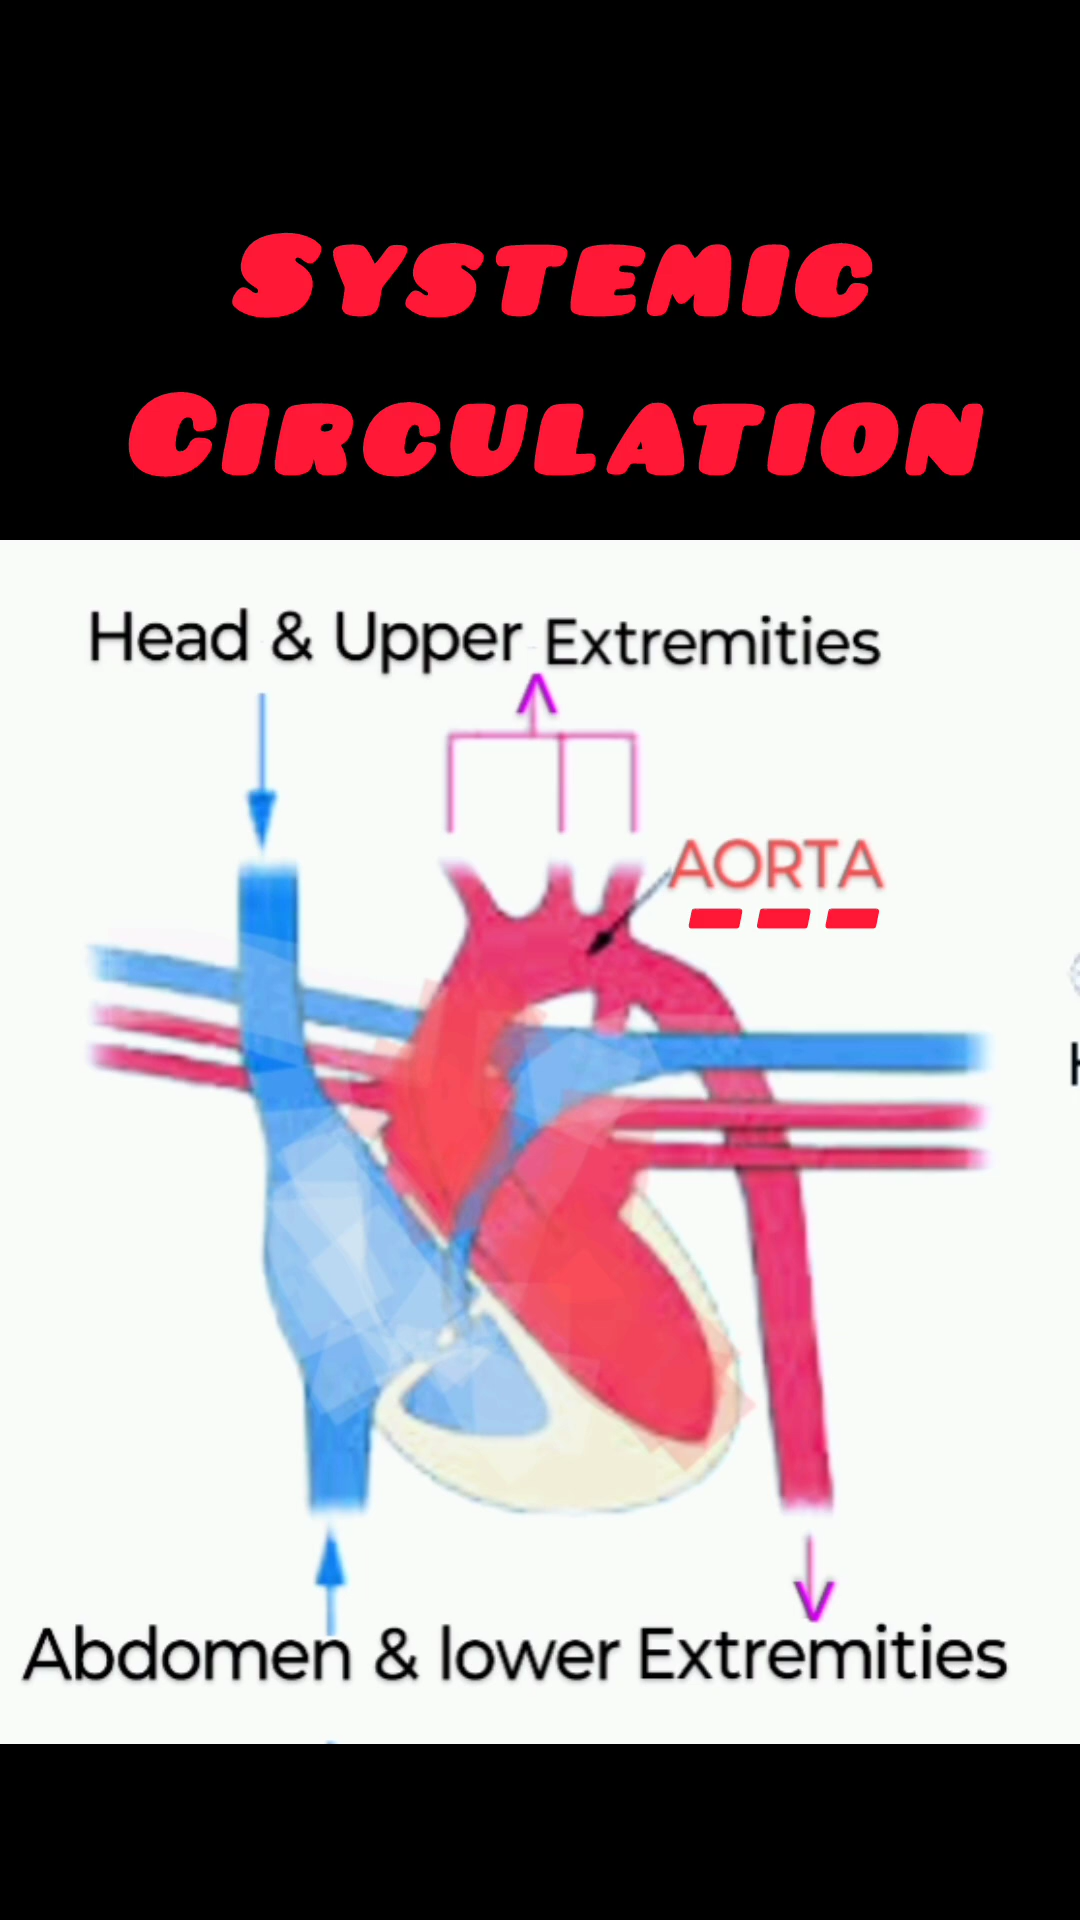 Systemic
Circulation
Head & Upper Extremities
AORTA
Abdomen & lower Extremities